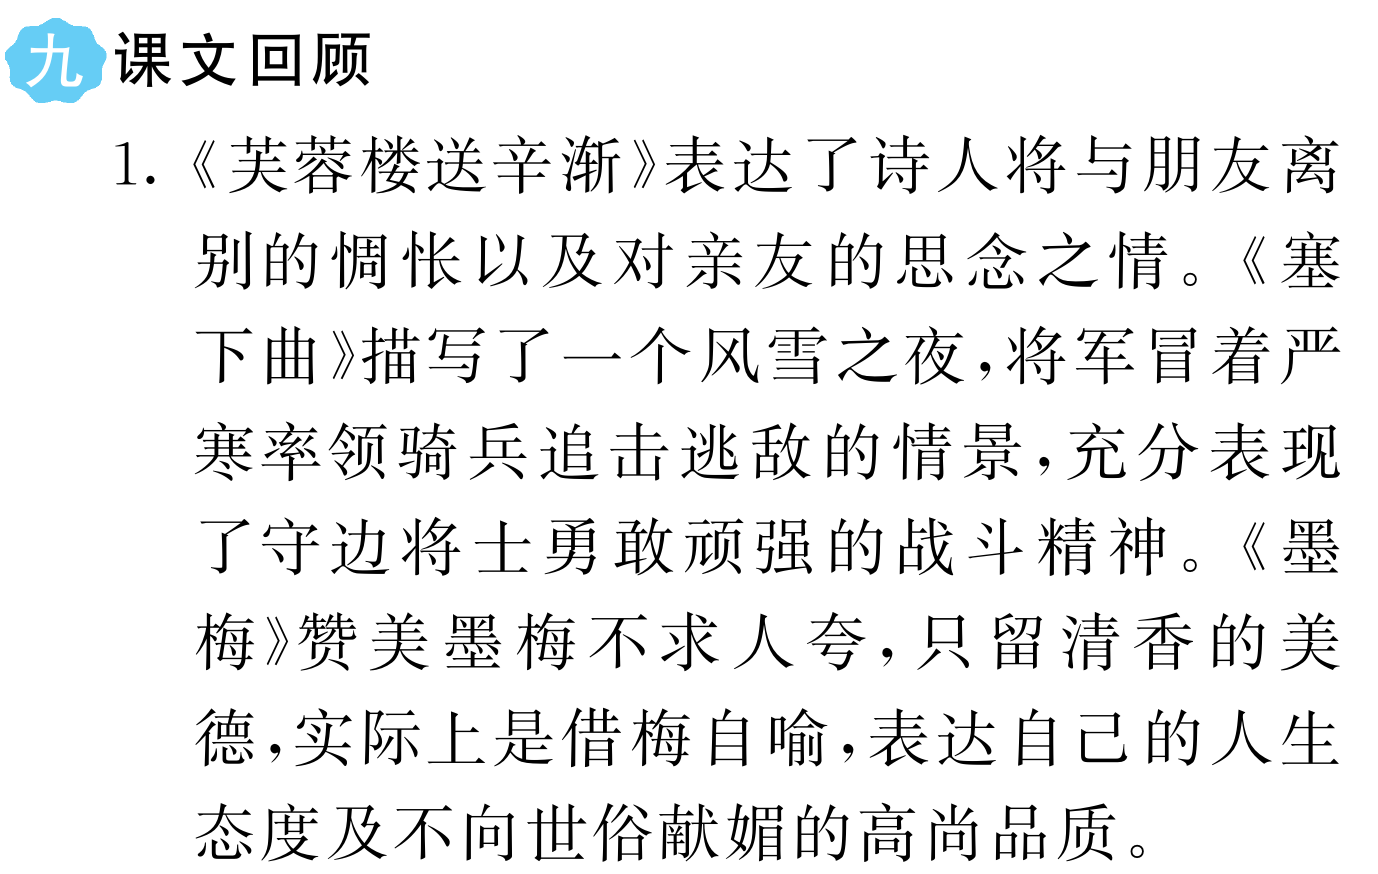 九 课文回顾
1.《芙蓉楼送辛渐》表达了诗人将与朋友离
别的惆怅以及对亲友的思念之情。《塞
下曲》描写了一个风雪之夜,将军冒着严
寒率领骑兵追击逃敌的情景,充分表现
了守边将士勇敢顽强的战斗精神。《墨
梅》赞美墨梅不求人夸,只留清香的美
德,实际上是借梅自喻,表达自己的人生
态度及不向世俗献媚的高尚品质。